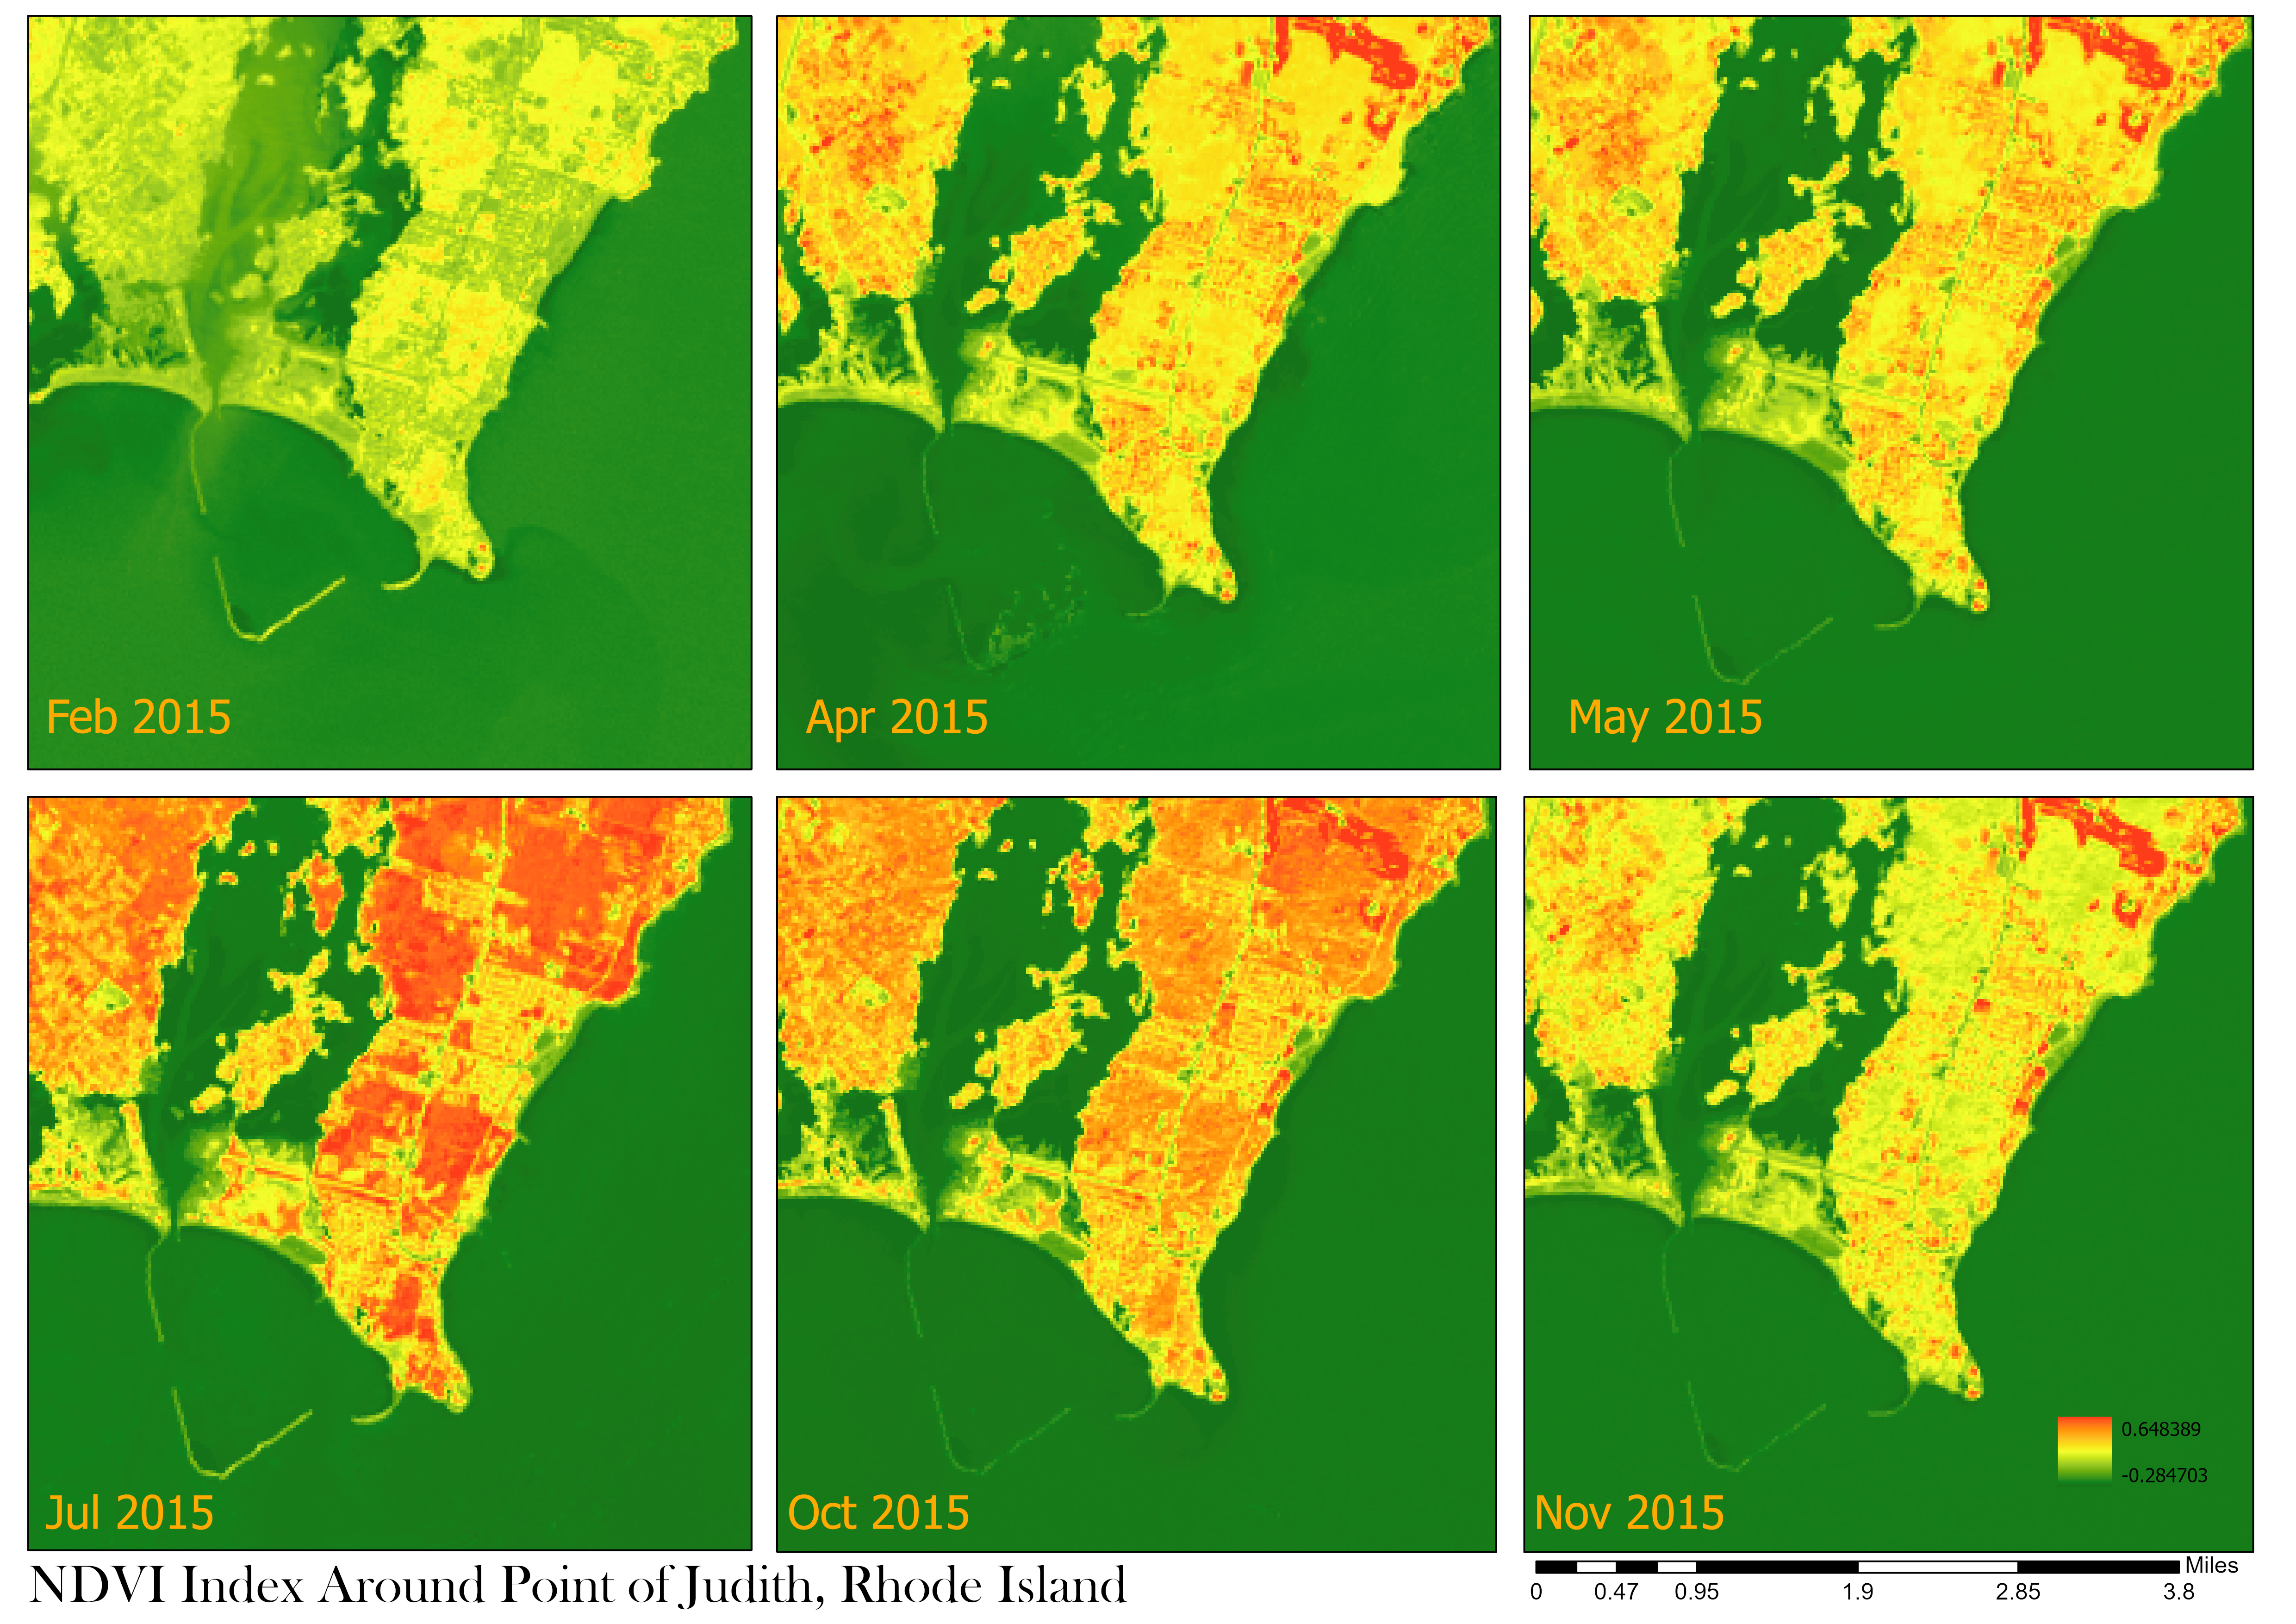 Feb 2015
Apr 2015
May 2015
Jul 2015
Oct 2015
Nov 2015
0.648389
-0.284703
NDVI Index Around Point of Judith, Rhode Island
Miles
0 0.47 0.95 1.9 2.85 3.8